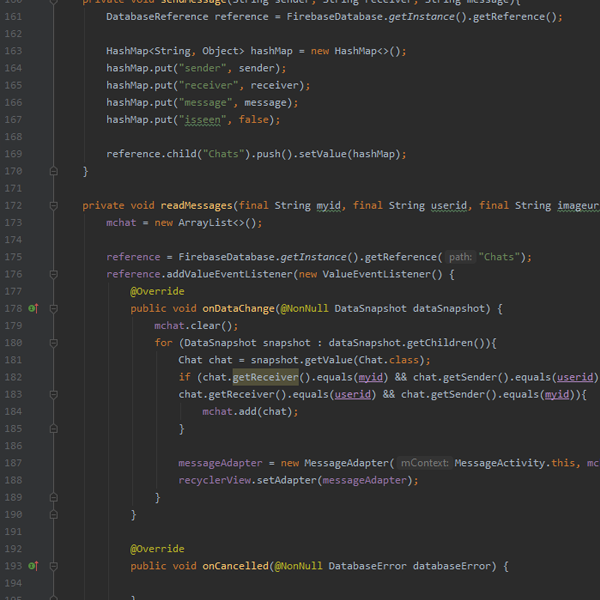 160 private void sendMessage(String sender, String receiver, String message){
161 DatabaseReference reference = FirebaseDatabase.getInstance().getReference();
162
163 HashMap<String, Object> hashMap = new HashMap<>();
164 hashMap.put("sender", sender);
165 hashMap.put("receiver", receiver);
166 hashMap.put("message", message);
167 hashMap.put("isseen", false);
168
169 reference.child("Chats").push().setValue(hashMap);
170 }
171
172 private void readMessages(final String myid, final String userid, final String imageur
173 mchat = new ArrayList<>();
174
175 reference = FirebaseDatabase.getInstance().getReference( path: "Chats");
176 reference.addValueEventListener(new ValueEventListener() {
177 @Override
178 public void onDataChange(@NonNull DataSnapshot dataSnapshot) {
179 mchat.clear();
180 for (DataSnapshot snapshot : dataSnapshot.getChildren()){
181 Chat chat = snapshot.getValue(Chat.class);
182 if (chat.getReceiver().equals(myid) && chat.getSender().equals(userid)
183 chat.getReceiver().equals(userid) && chat.getSender().equals(myid)){
184 mchat.add(chat);
185 }
186
187 messageAdapter = new MessageAdapter( mContext: MessageActivity.this, mc
188 recyclerView.setAdapter(messageAdapter);
189 }
190 }
191
192 @Override
193 public void onCancelled(@NonNull DatabaseError databaseError) {
194
195 }